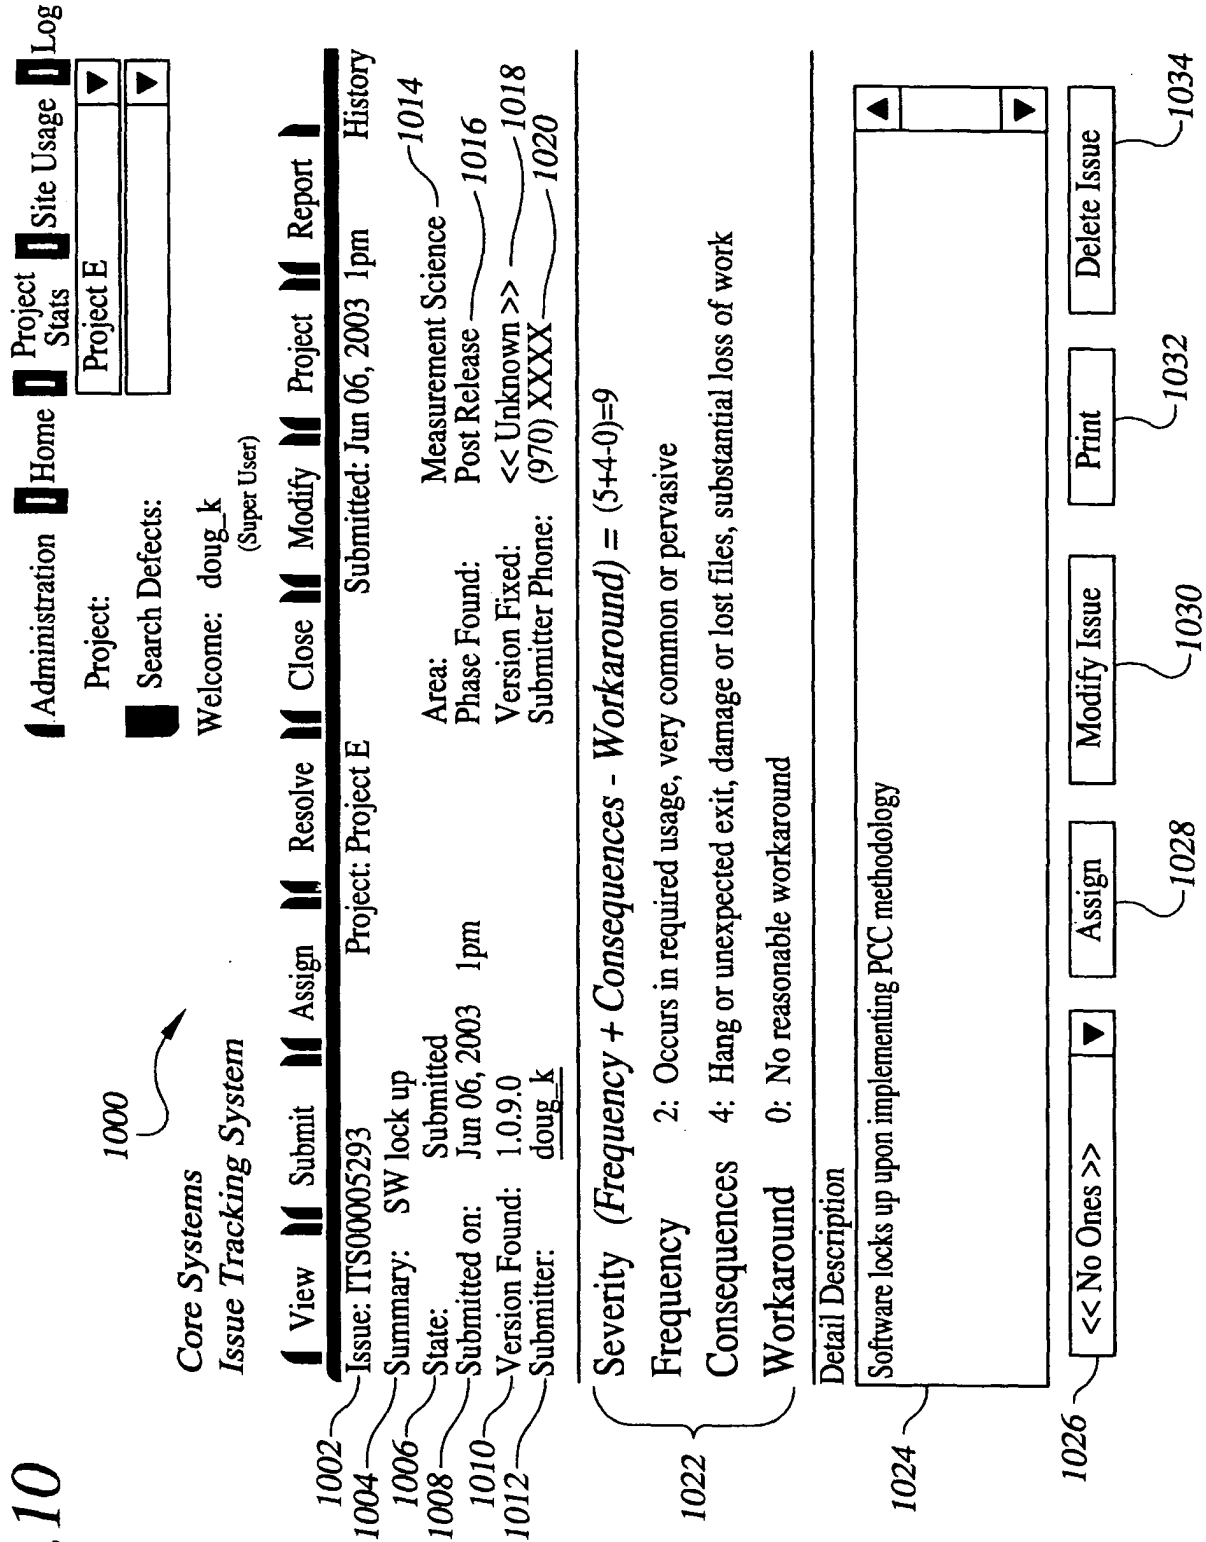 .10
1000
Administration Home Project Stats Site Usage Log
Project: Project E
Search Defects:
Welcome: doug_k
(Super User)
Core Systems
Issue Tracking System
View Submit Assign Resolve Close Modify Project Report
1002 Issue: ITS00005293 Project: Project E Submitted: Jun 06, 2003 1pm History
1004 Summary: SW lock up
1006 State: Submitted Area: Measurement Science 1014
1008 Submitted on: Jun 06, 2003 1pm Phase Found: Post Release 1016
1010 Version Found: 1.0.9.0 Version Fixed: << Unknown >> 1018
1012 Submitter: doug_k Submitter Phone: (970) XXXX 1020
1022
Severity (Frequency + Consequences - Workaround) = (5+4-0)=9
Frequency 2: Occurs in required usage, very common or pervasive
Consequences 4: Hang or unexpected exit, damage or lost files, substantial loss of work
Workaround 0: No reasonable workaround
Detail Description
1024 Software locks up upon implementing PCC methodology
1026 << No Ones >> Assign Modify Issue Print Delete Issue
1028 1030 1032 1034